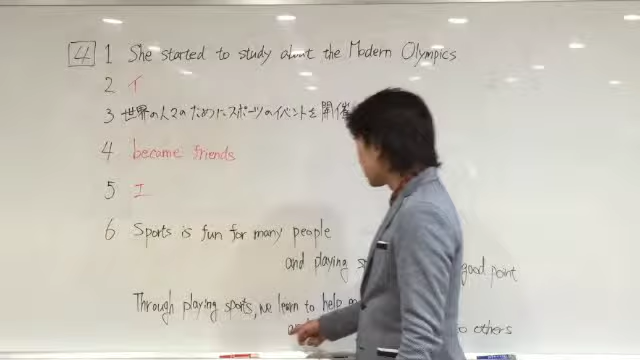 4 1 She started to study about the Modern Olympics
2 イ
3 世界の人々のためにスポーツのイベントを開催
4 became friends
5 エ
6 Sports is fun for many people
and playing good point
Through playing sports, we learn to help
to others